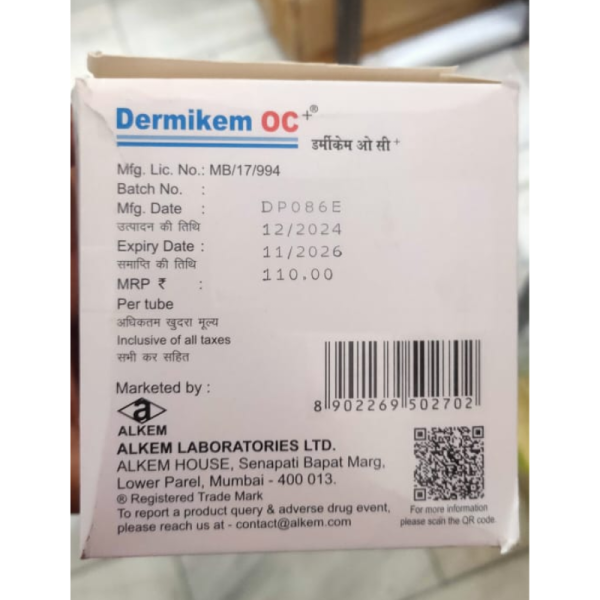 Dermikem OC+®
डर्मीकेम ओ सी+
Mfg. Lic. No.: MB/17/994
Batch No. :
Mfg. Date : DP086E
उत्पादन की तिथि 12/2024
Expiry Date : 11/2026
समाप्ति की तिथि
MRP ₹ : 110.00
Per tube
अधिकतम खुदरा मूल्य
Inclusive of all taxes
सभी कर सहित
Marketed by :
a
ALKEM
ALKEM LABORATORIES LTD.
ALKEM HOUSE, Senapati Bapat Marg,
Lower Parel, Mumbai - 400 013.
® Registered Trade Mark
To report a product query & adverse drug event,
please reach us at - contact@alkem.com
8 902269 502702
For more information
please scan the QR code